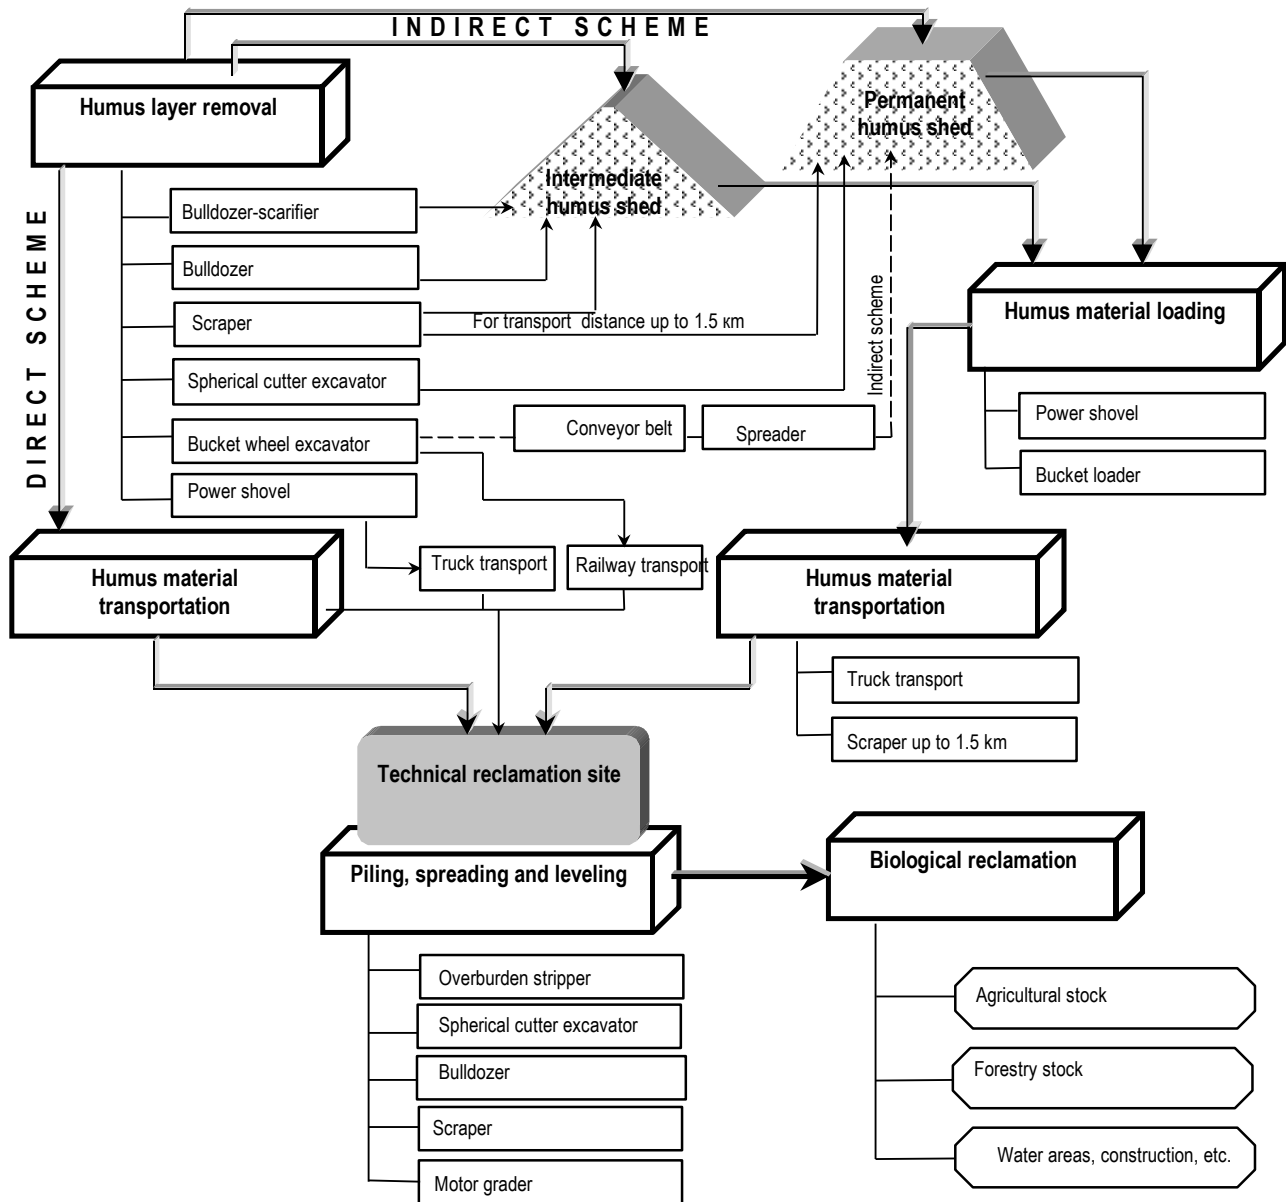 INDIRECT SCHEME
Humus layer removal
Permanent
humus shed
Intermediate
humus shed
DIRECT SCHEME
Bulldozer-scarifier
Bulldozer
Scraper
For transport distance up to 1.5 км
Spherical cutter excavator
Bucket wheel excavator
Power shovel
Conveyor belt
Spreader
Indirect scheme
Humus material loading
Power shovel
Bucket loader
Humus material
transportation
Truck transport
Railway transport
Humus material
transportation
Truck transport
Scraper up to 1.5 km
Technical reclamation site
Piling, spreading and leveling
Biological reclamation
Overburden stripper
Spherical cutter excavator
Bulldozer
Scraper
Motor grader
Agricultural stock
Forestry stock
Water areas, construction, etc.